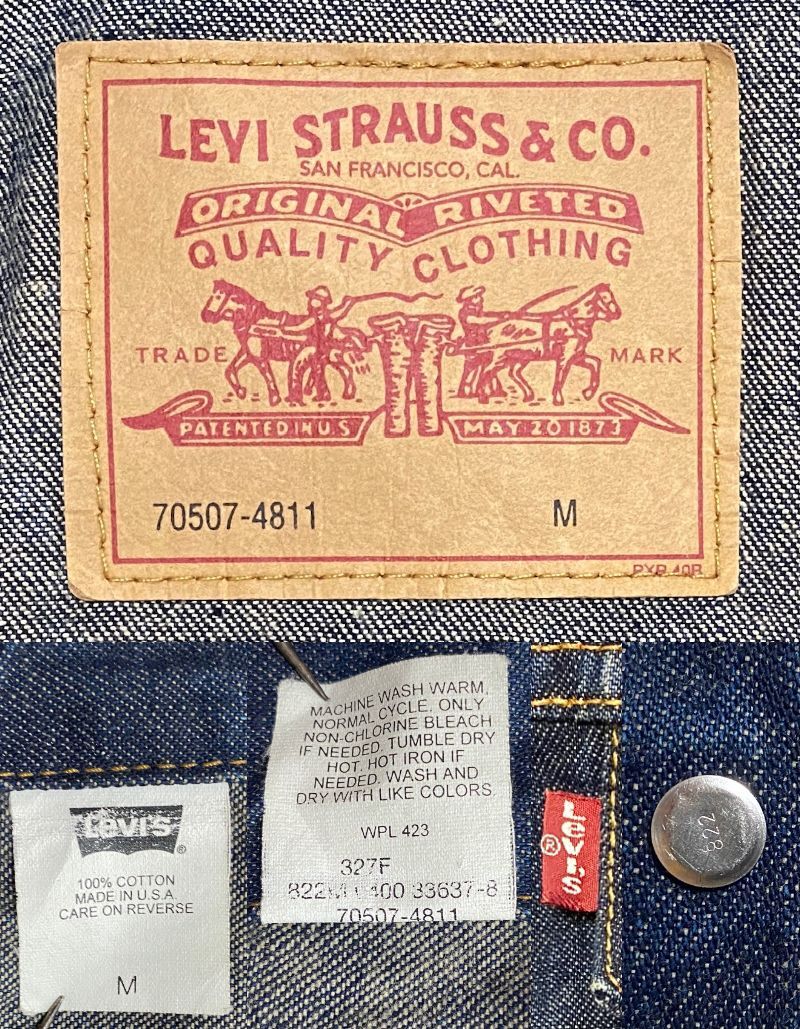 LEVI STRAUSS & CO.
SAN FRANCISCO, CAL.
ORIGINAL RIVETED
QUALITY CLOTHING
TRADE MARK
PATENTED IN U.S. MAY 20 1873
70507-4811 M
Levi's
®
100% COTTON
MADE IN U.S.A
CARE ON REVERSE
M
MACHINE WASH WARM,
NORMAL CYCLE. ONLY
NON-CHLORINE BLEACH
IF NEEDED. TUMBLE DRY
HOT. HOT IRON IF
NEEDED. WASH AND
DRY WITH LIKE COLORS.
WPL 423
327F
33637-8
70507-4811
Levi's
®
822